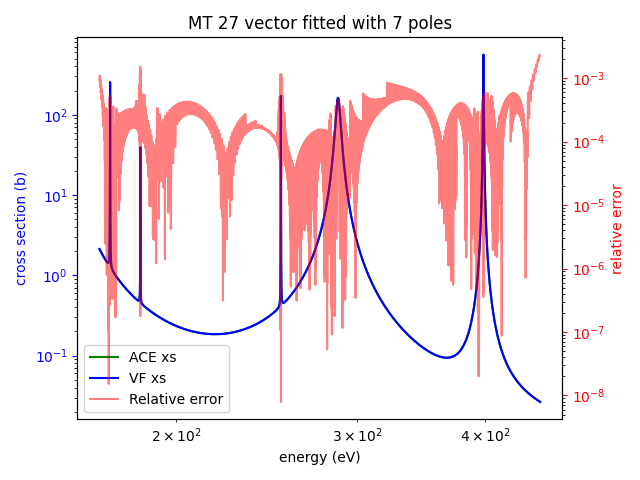 MT 27 vector fitted with 7 poles
cross section (b)
10²
10¹
10⁰
10⁻¹
10⁻³
10⁻⁴
10⁻⁵
10⁻⁶
10⁻⁷
10⁻⁸
relative error
ACE xs
VF xs
Relative error
2 × 10²
3 × 10²
4 × 10²
energy (eV)